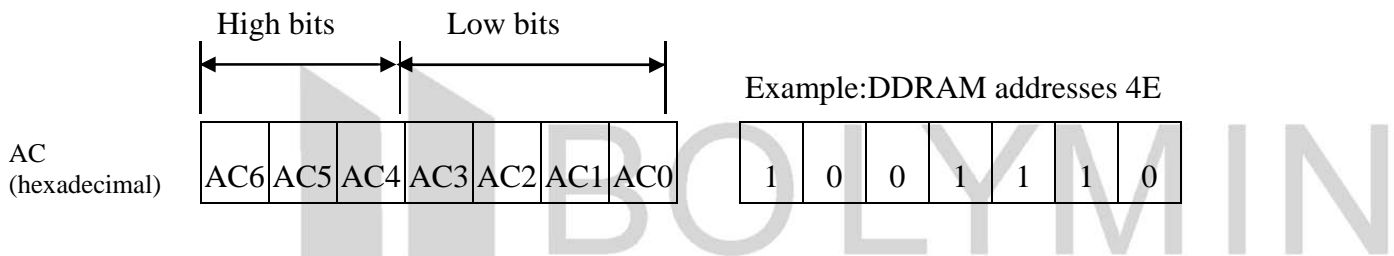 High bits Low bits
Example:DDRAM addresses 4E
AC
(hexadecimal)
AC6 AC5 AC4 AC3 AC2 AC1 AC0 1 0 0 1 1 1 0
BOLYMIN